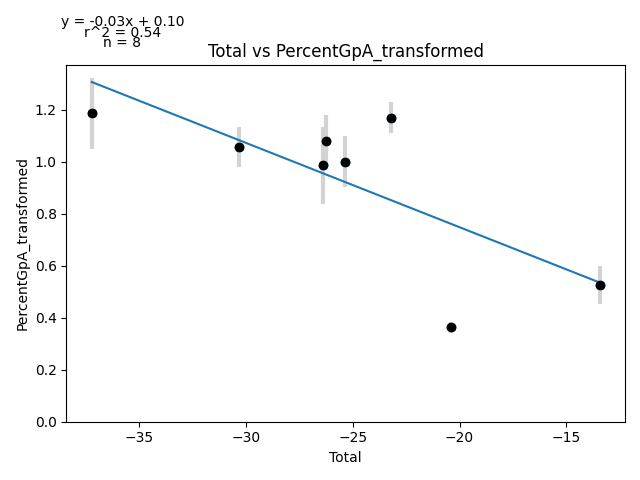 y = -0.03x + 0.10
r^2 = 0.54
n = 8
Total vs PercentGpA_transformed
PercentGpA_transformed
1.2
1.0
0.8
0.6
0.4
0.2
0.0
−35
−30
−25
−20
−15
Total